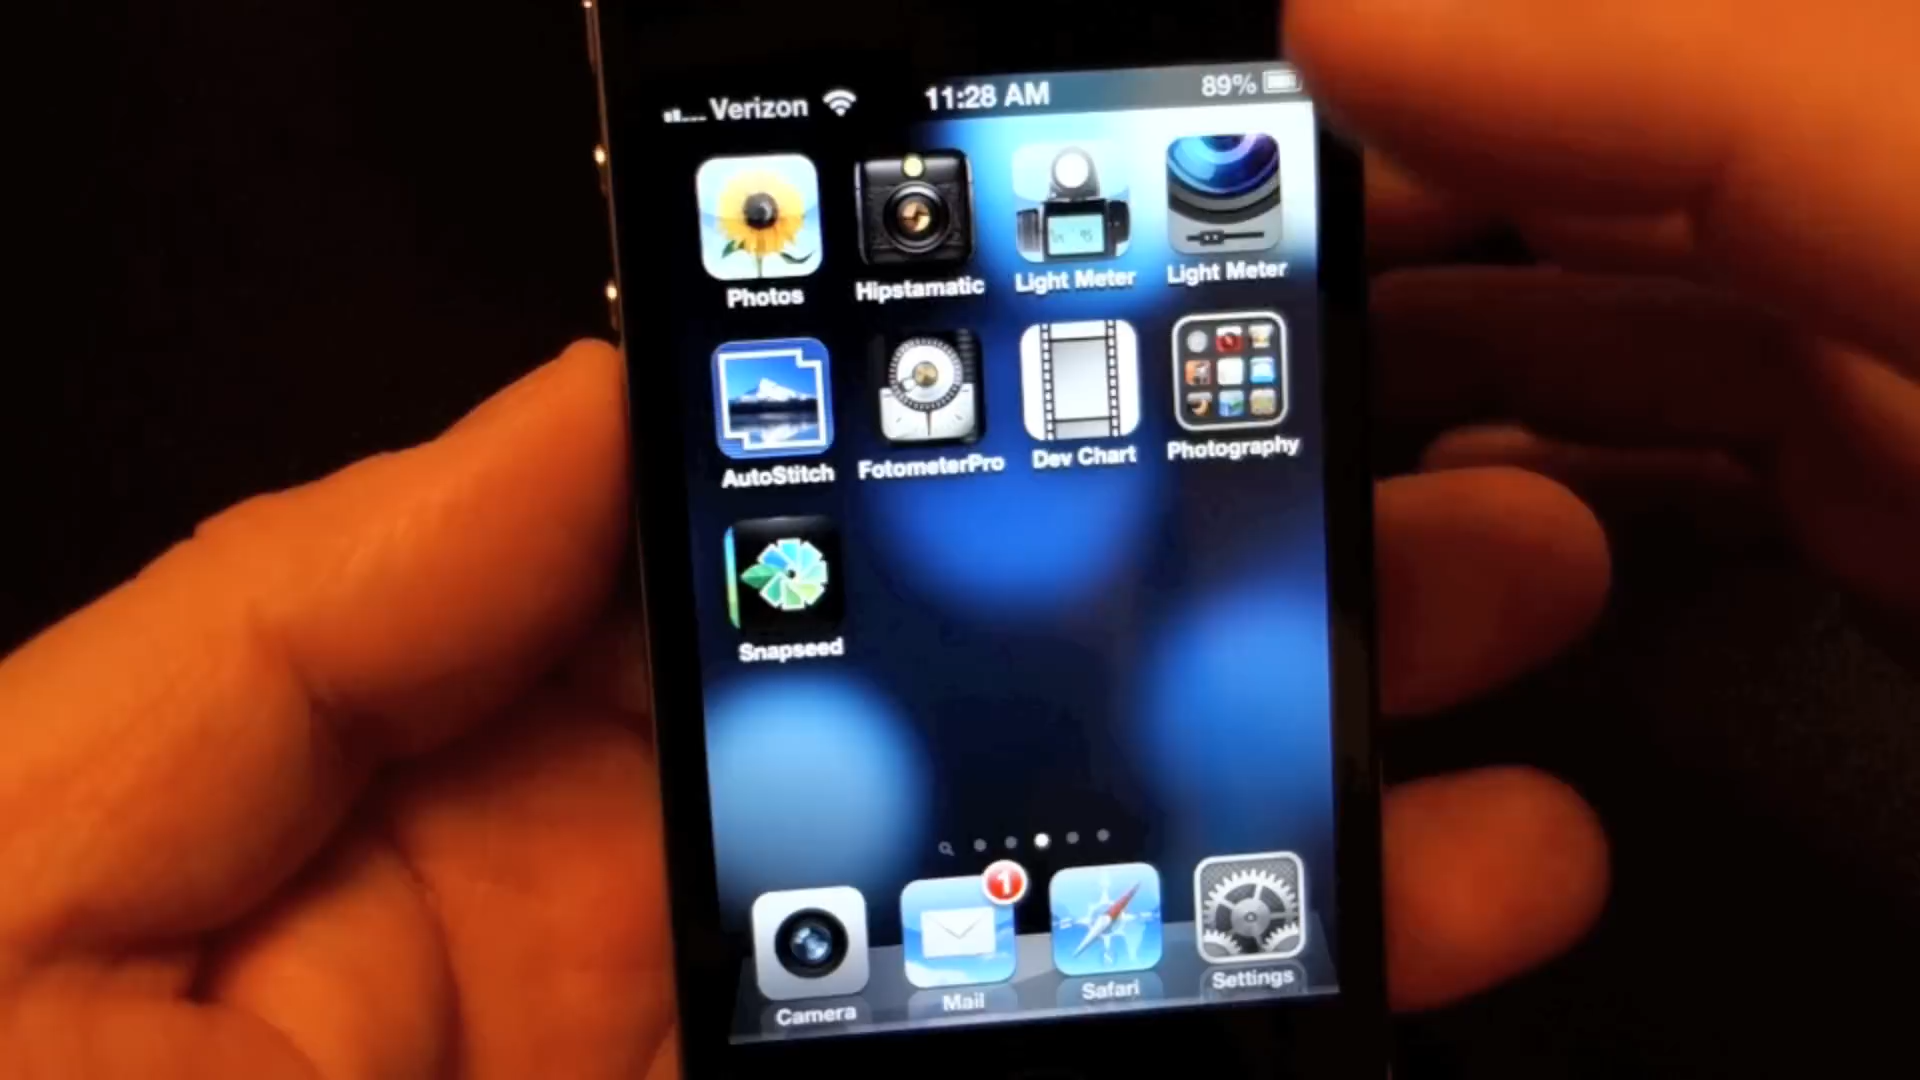 Verizon 11:28 AM 89%
Photos Hipstamatic Light Meter Light Meter
AutoStitch FotometerPro Dev Chart Photography
Snapseed
1
Camera Mail Safari Settings